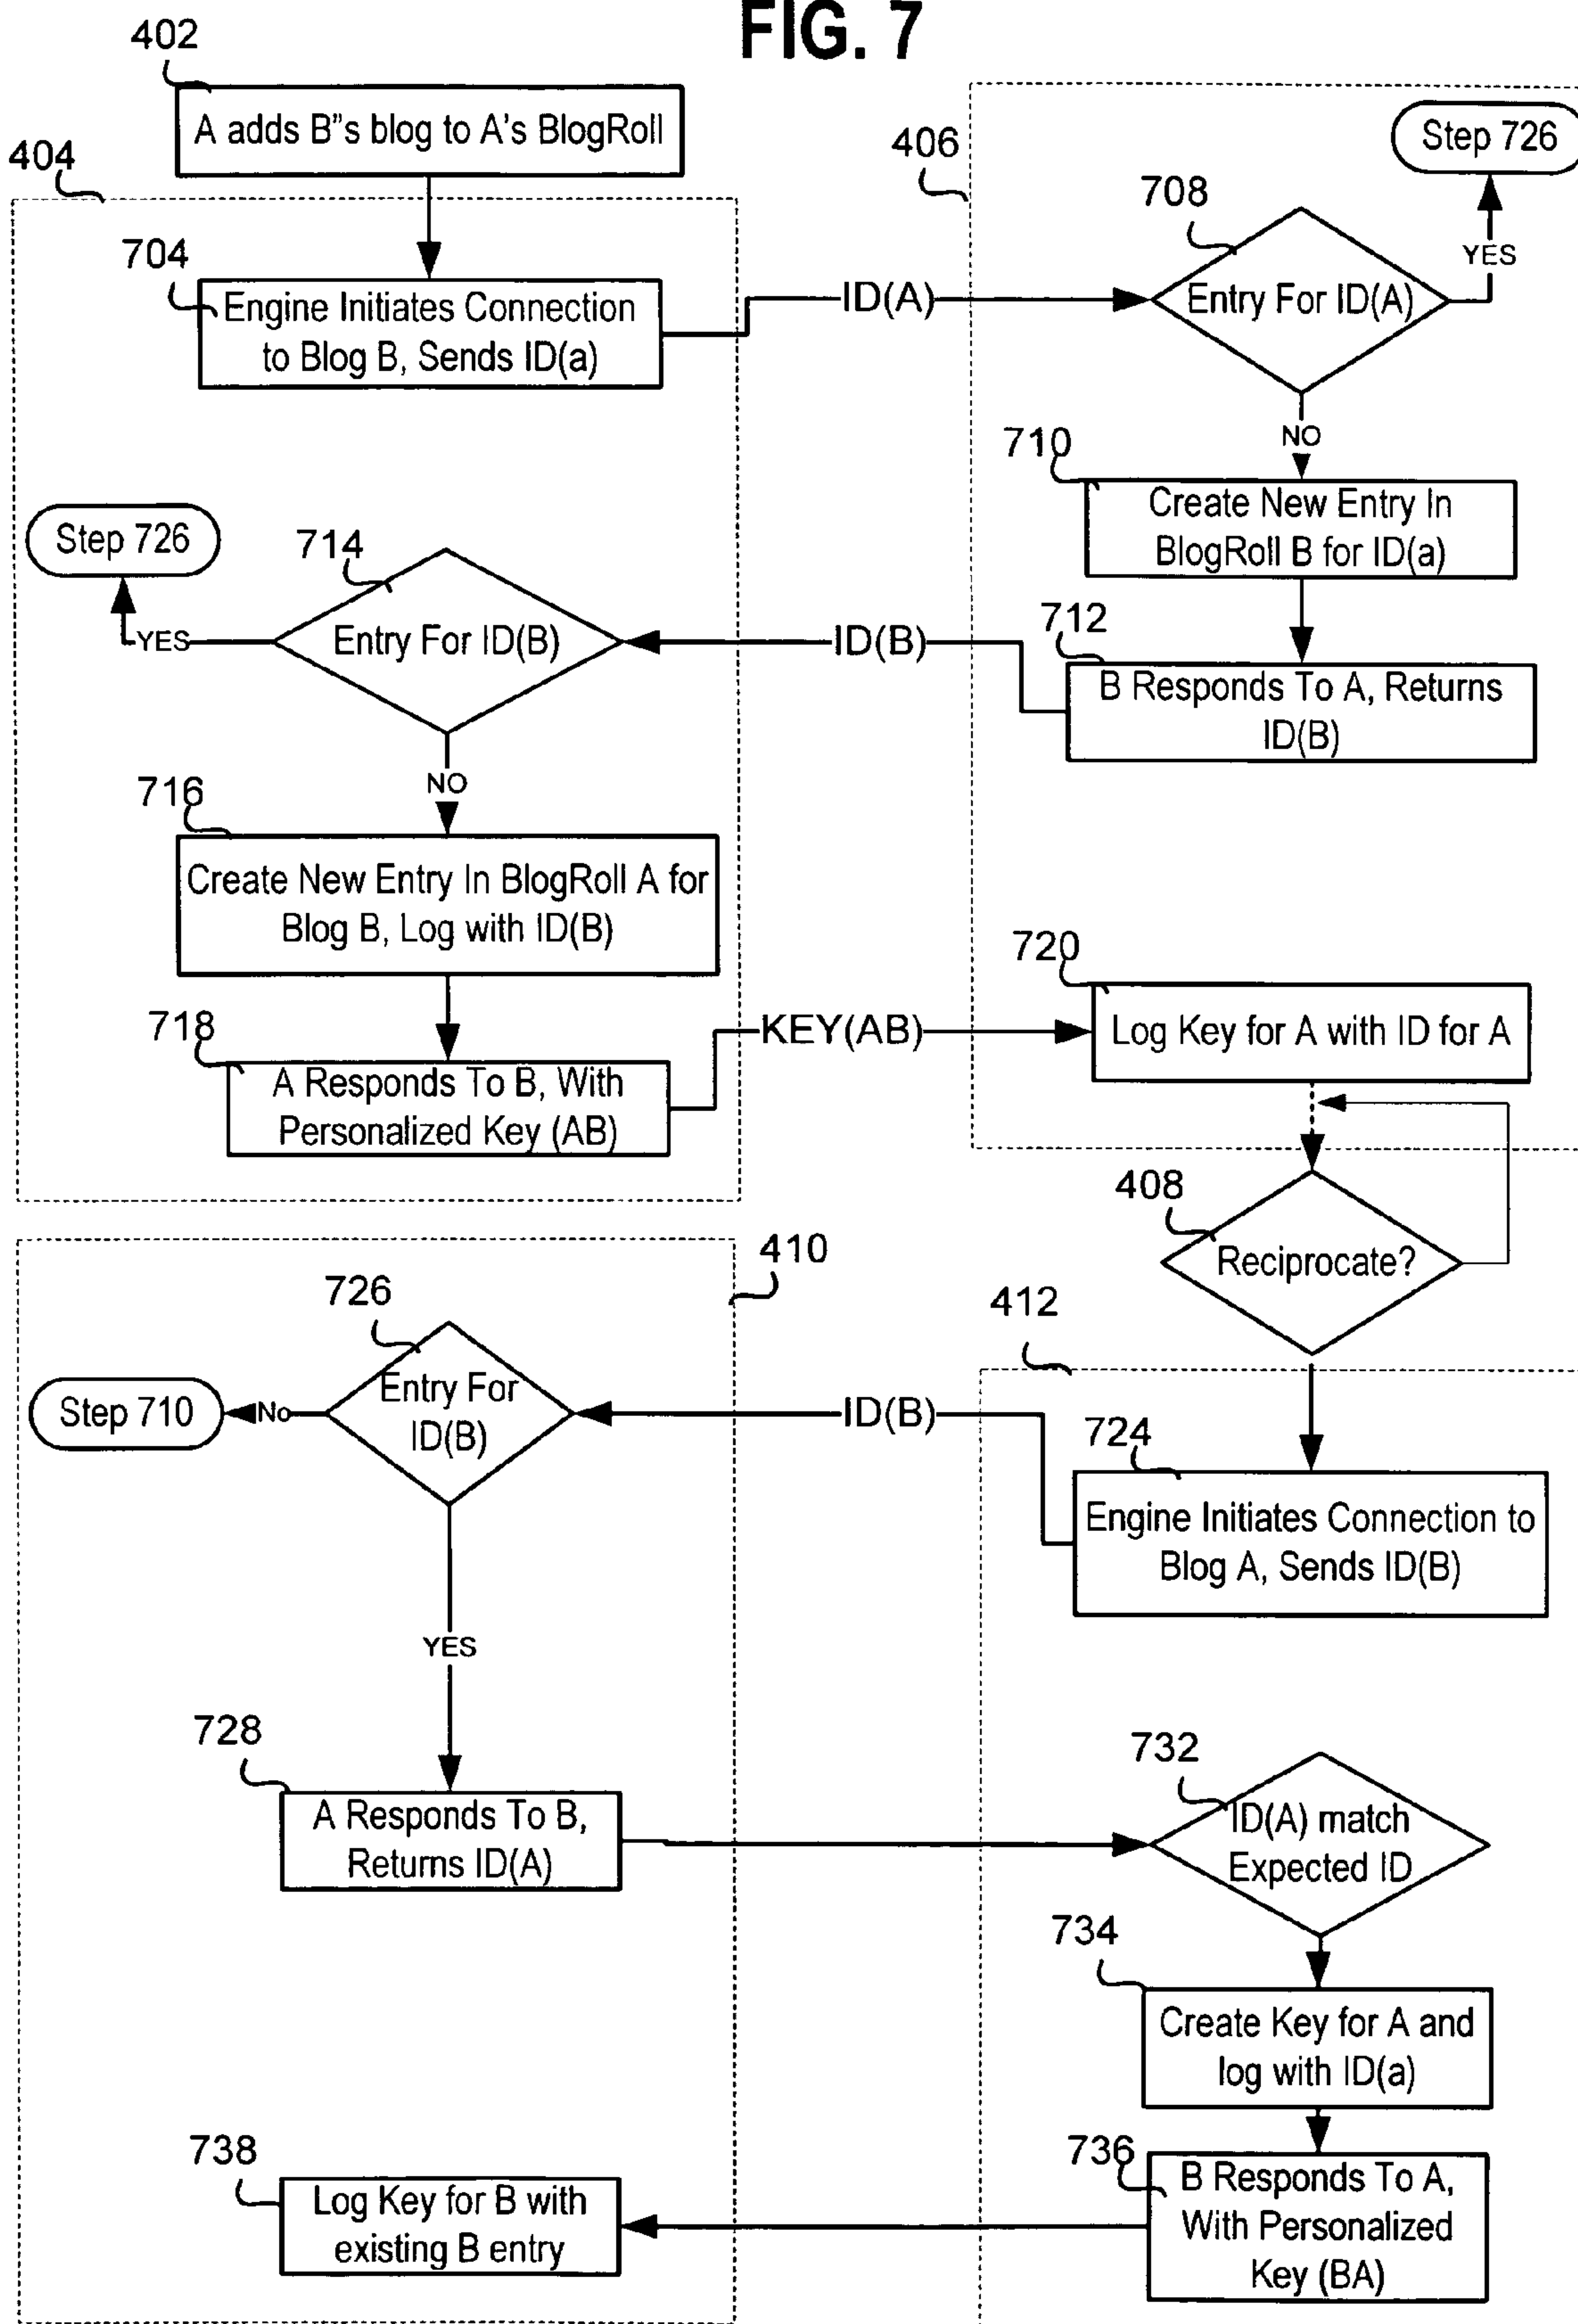 FIG. 7
402
A adds B"s blog to A's BlogRoll
404
406
Step 726
708
YES
704
Engine Initiates Connection
to Blog B, Sends ID(a)
ID(A)
Entry For ID(A)
NO
710
Create New Entry In
BlogRoll B for ID(a)
Step 726
714
YES
Entry For ID(B)
ID(B)
712
B Responds To A, Returns
ID(B)
NO
716
Create New Entry In BlogRoll A for
Blog B, Log with ID(B)
720
Log Key for A with ID for A
718
A Responds To B, With
Personalized Key (AB)
KEY(AB)
408
Reciprocate?
410
412
726
Entry For
ID(B)
Step 710
No
ID(B)
724
Engine Initiates Connection to
Blog A, Sends ID(B)
YES
728
A Responds To B,
Returns ID(A)
732
ID(A) match
Expected ID
734
Create Key for A and
log with ID(a)
738
Log Key for B with
existing B entry
736
B Responds To A,
With Personalized
Key (BA)